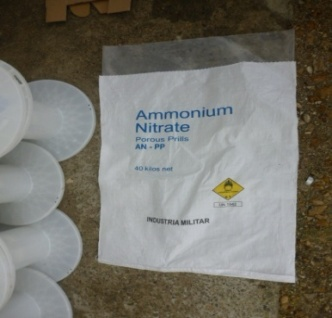 Ammonium
Nitrate
Porous Prills
AN - PP
40 kilos net
INDUSTRIA MILITAR